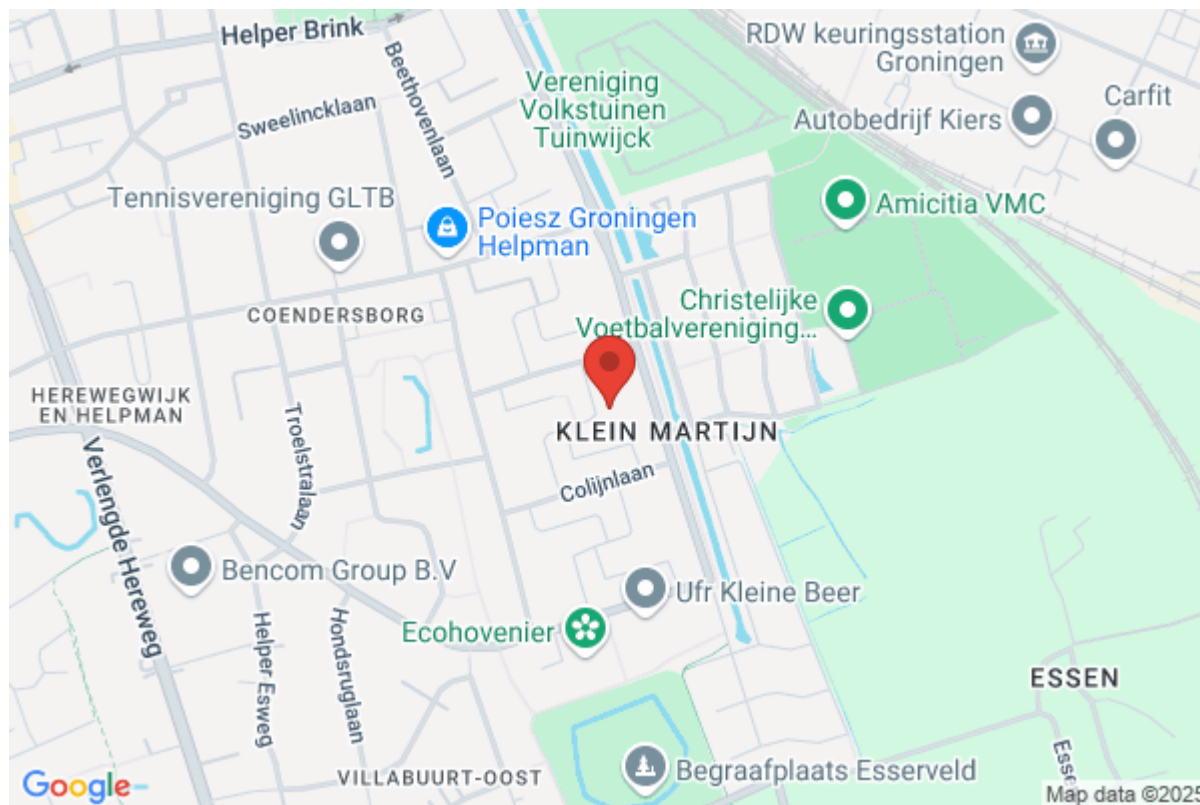 Helper Brink
RDW keuringsstation
Groningen
Beethovenlaan
Vereniging
Volkstuinen
Tuinwijck
Carfit
Sweelincklaan
Autobedrijf Kiers
Tennisvereniging GLTB
Poiesz Groningen
Helpman
Amicitia VMC
COENDERSBORG
Christelijke
Voetbalvereniging...
HEREWEGWIJK
EN HELPMAN
Troelstralaan
KLEIN MARTIJN
Verlengde Hereweg
Colijnlaan
Bencom Group B.V
Ufr Kleine Beer
Ecohovenier
Helper Esweg
Hondsruglaan
ESSEN
Esse
VILLABUURT-OOST
Begraafplaats Esserveld
Google
Map data ©2025